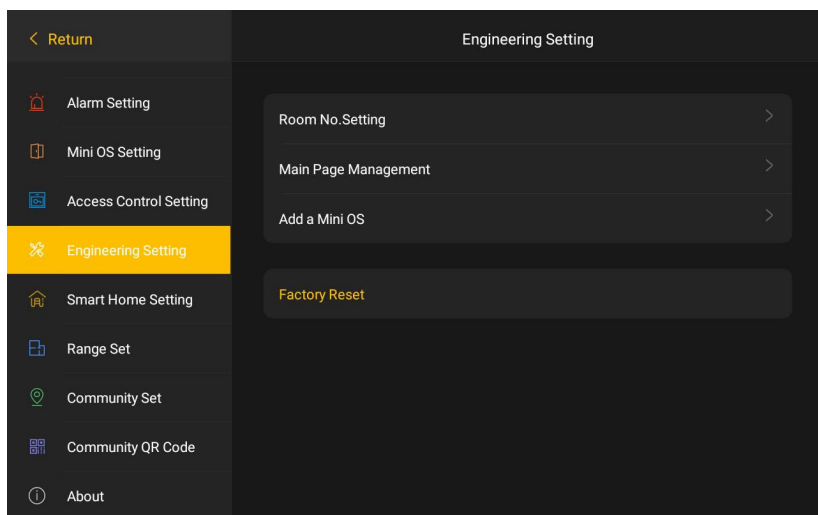 Return
Engineering Setting
Alarm Setting
Mini OS Setting
Access Control Setting
Engineering Setting
Smart Home Setting
Range Set
Community Set
Community QR Code
About
Room No.Setting
Main Page Management
Add a Mini OS
Factory Reset